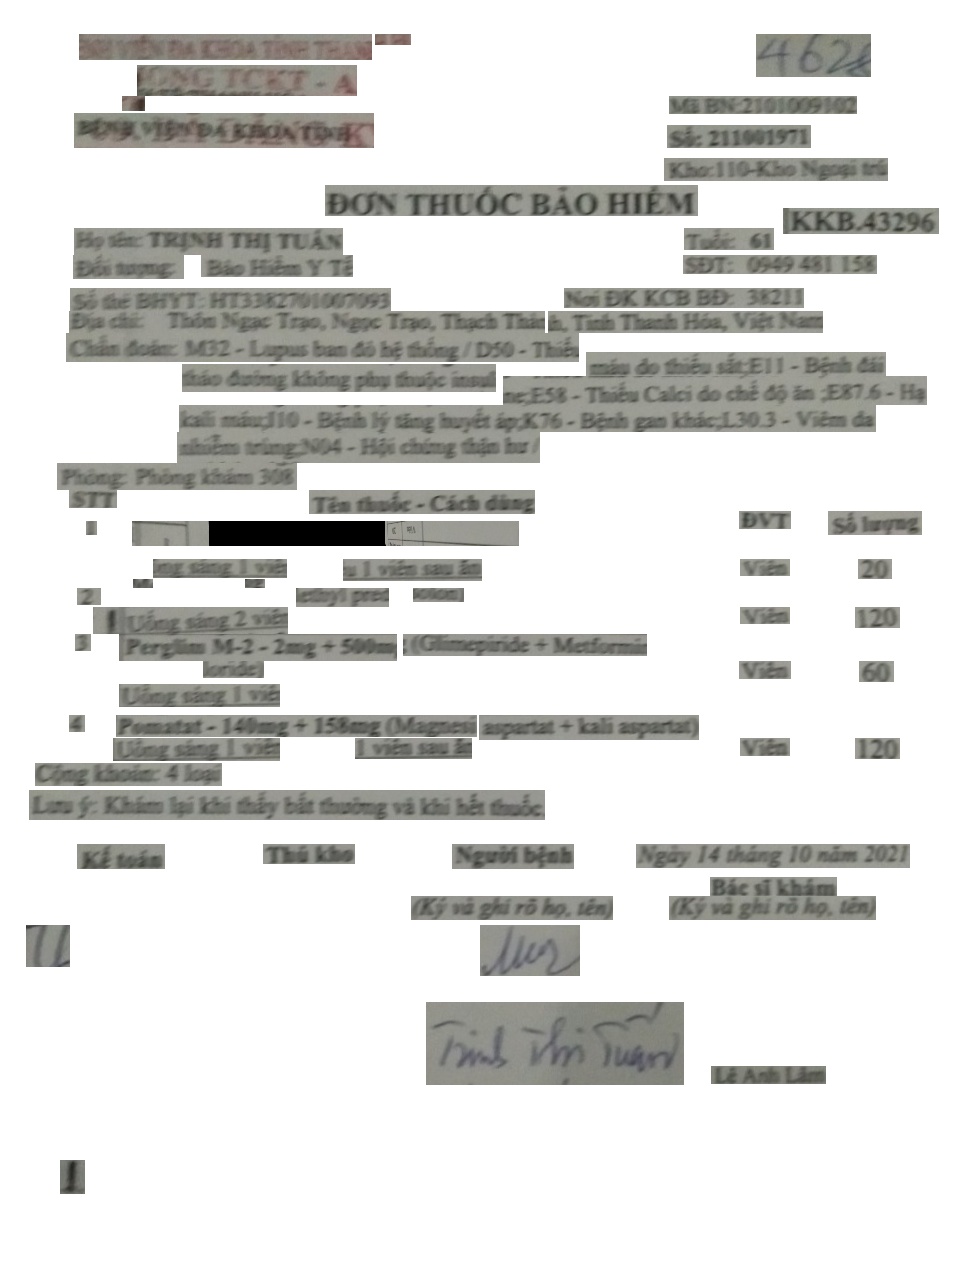 BỆNH VIỆN ĐA KHOA TỈNH THANH
PHÒNG TCKT - A
4628
Mã BN:2101009102
BỆNH VIỆN ĐA KHOA TỈNH
Số: 211001971
Kho:110-Kho Ngoại trú
ĐƠN THUỐC BẢO HIỂM
KKB.43296
Họ tên: TRỊNH THỊ TUẤN
Tuổi: 61
Đối tượng: Bảo Hiểm Y Tế
SĐT: 0949 481 158
Số thẻ BHYT: HT3382701007093
Nơi ĐK KCB BĐ: 38211
Địa chỉ: Thôn Ngọc Trạo, Ngọc Trạo, Thạch Thành, Tỉnh Thanh Hóa, Việt Nam
Chẩn đoán: M32 - Lupus ban đỏ hệ thống / D50 - Thiếu
máu do thiếu sắt;E11 - Bệnh đái
tháo đường không phụ thuộc insul
ne;E58 - Thiếu Calci do chế độ ăn ;E87.6 - Hạ
kali máu;I10 - Bệnh lý tăng huyết áp;K76 - Bệnh gan khác;L30.3 - Viêm da
nhiễm trùng;N04 - Hội chứng thận hư /
Phòng: Phòng khám 308
STT Tên thuốc - Cách dùng ĐVT Số lượng
1
ng sáng 1 viên u 1 viên sau ăn Viên 20
2 ethyl pred
Uống sáng 2 viên Viên 120
3 Perglim M-2 - 2mg + 500mg (Glimepiride + Metformin
loride)
Viên 60
Uống sáng 1 viên
4 Pomatat - 140mg + 158mg (Magnesi aspartat + kali aspartat)
Uống sáng 1 viên 1 viên sau ăn Viên 120
Cộng khoản: 4 loại
Lưu ý: Khám lại khi thấy bất thường và khi hết thuốc.
Kế toán Thủ kho Người bệnh Ngày 14 tháng 10 năm 2021
Bác sĩ khám
(Ký và ghi rõ họ, tên) (Ký và ghi rõ họ, tên)
Trịnh Thị Tuấn
Lê Anh Lâm